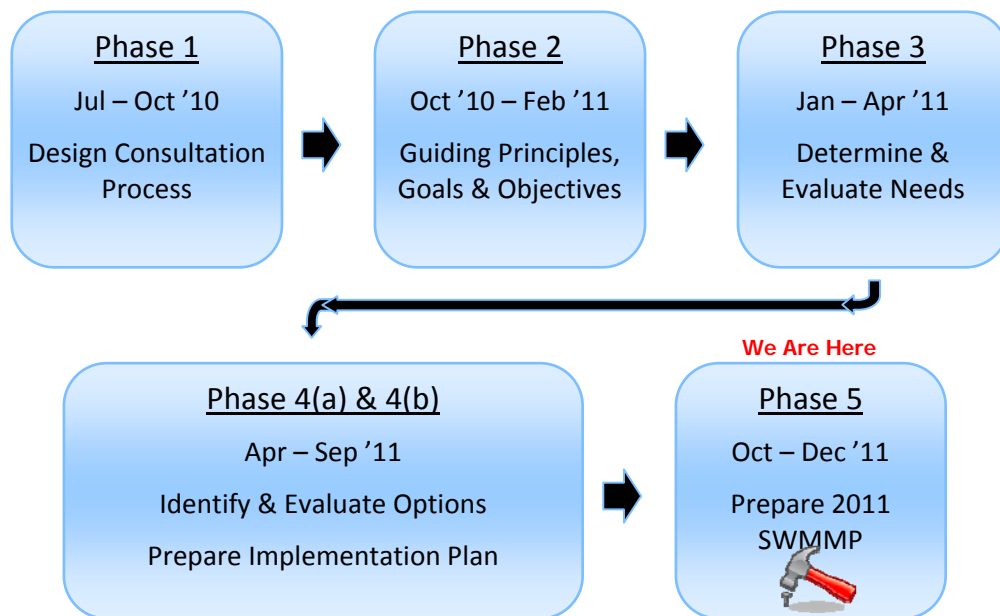 Phase 1
Jul – Oct ’10
Design Consultation
Process
Phase 2
Oct ’10 – Feb ’11
Guiding Principles,
Goals & Objectives
Phase 3
Jan – Apr ’11
Determine &
Evaluate Needs
Phase 4(a) & 4(b)
Apr – Sep ’11
Identify & Evaluate Options
Prepare Implementation Plan
We Are Here
Phase 5
Oct – Dec ’11
Prepare 2011
SWMMP